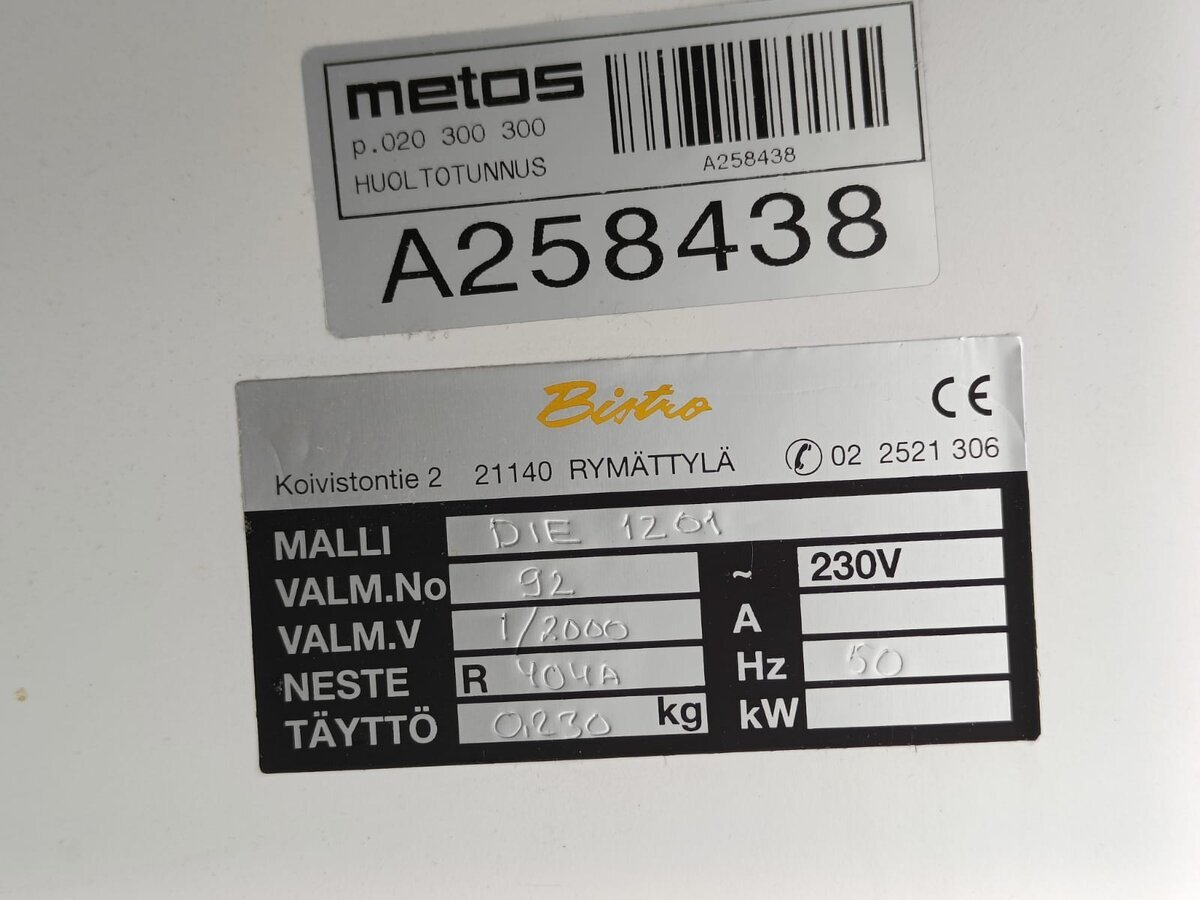 metos
p.020 300 300
HUOLTOTUNNUS
A258438
A258438
Bistro
CE
Koivistontie 2 21140 RYMÄTTYLÄ 02 2521 306
MALLI DIE 1201
VALM.No 92 ~ 230V
VALM.V 1/2000 A
NESTE R 404A Hz 50
TÄYTTÖ 0,230 kg kW